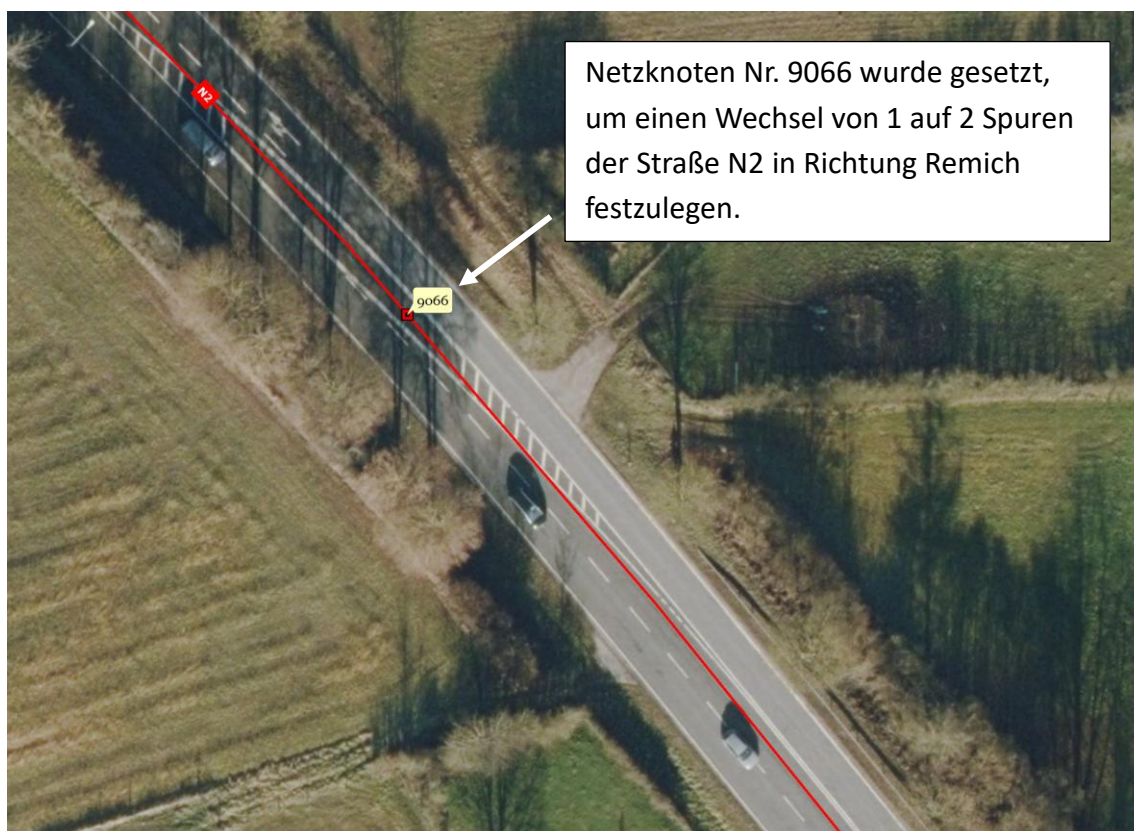 Netzknoten Nr. 9066 wurde gesetzt,
um einen Wechsel von 1 auf 2 Spuren
der Straße N2 in Richtung Remich
festzulegen.
N2
9066